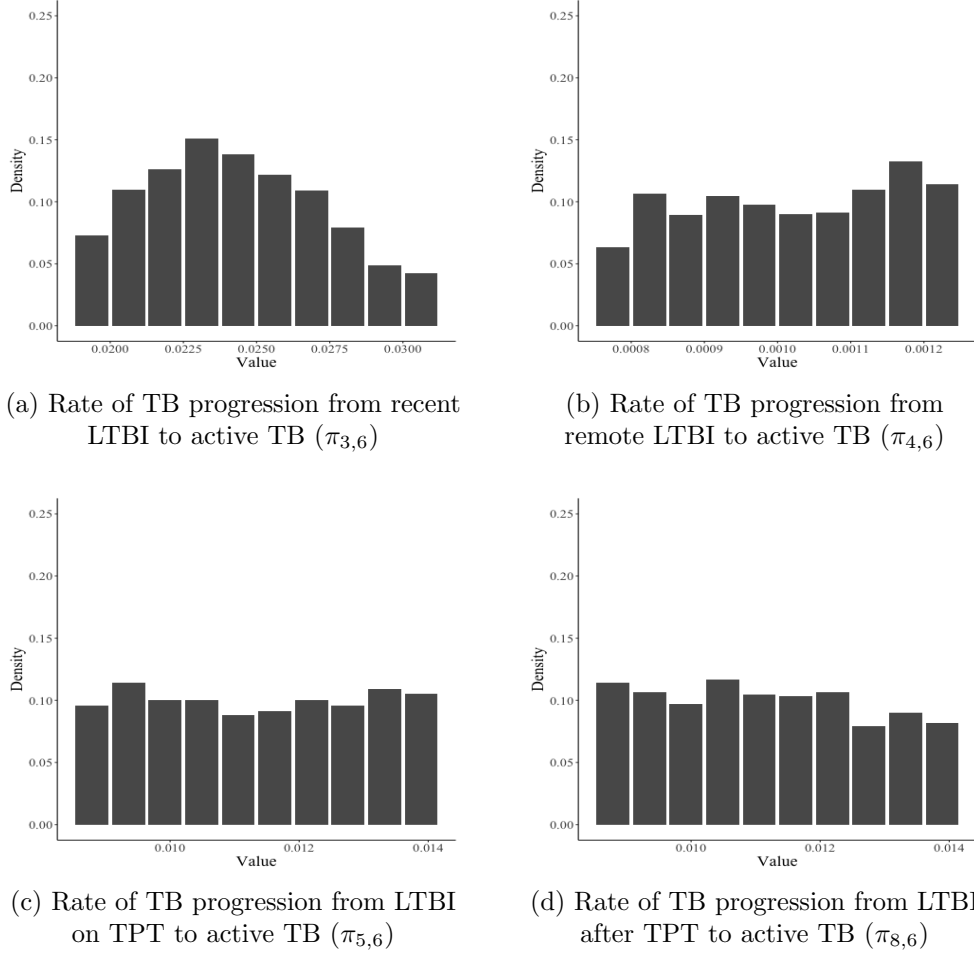 0.25
0.20
0.15
0.10
0.05
0.00
Density
0.0200 0.0225 0.0250 0.0275 0.0300
Value
(a) Rate of TB progression from recent
LTBI to active TB (π3,6)
0.25
0.20
0.15
0.10
0.05
0.00
Density
0.0008 0.0009 0.0010 0.0011 0.0012
Value
(b) Rate of TB progression from
remote LTBI to active TB (π4,6)
0.25
0.20
0.15
0.10
0.05
0.00
Density
0.010 0.012 0.014
Value
(c) Rate of TB progression from LTBI
on TPT to active TB (π5,6)
0.25
0.20
0.15
0.10
0.05
0.00
Density
0.010 0.012 0.014
Value
(d) Rate of TB progression from LTBI
after TPT to active TB (π8,6)